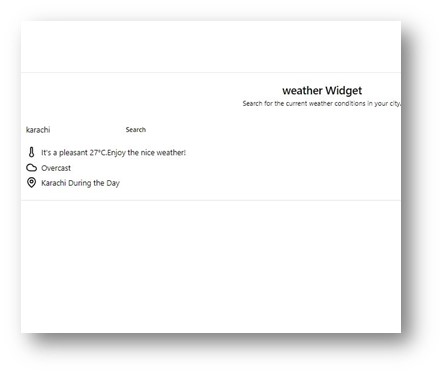 weather Widget
Search for the current weather conditions in your city.
karachi Search
It's a pleasant 27°C.Enjoy the nice weather!
Overcast
Karachi During the Day